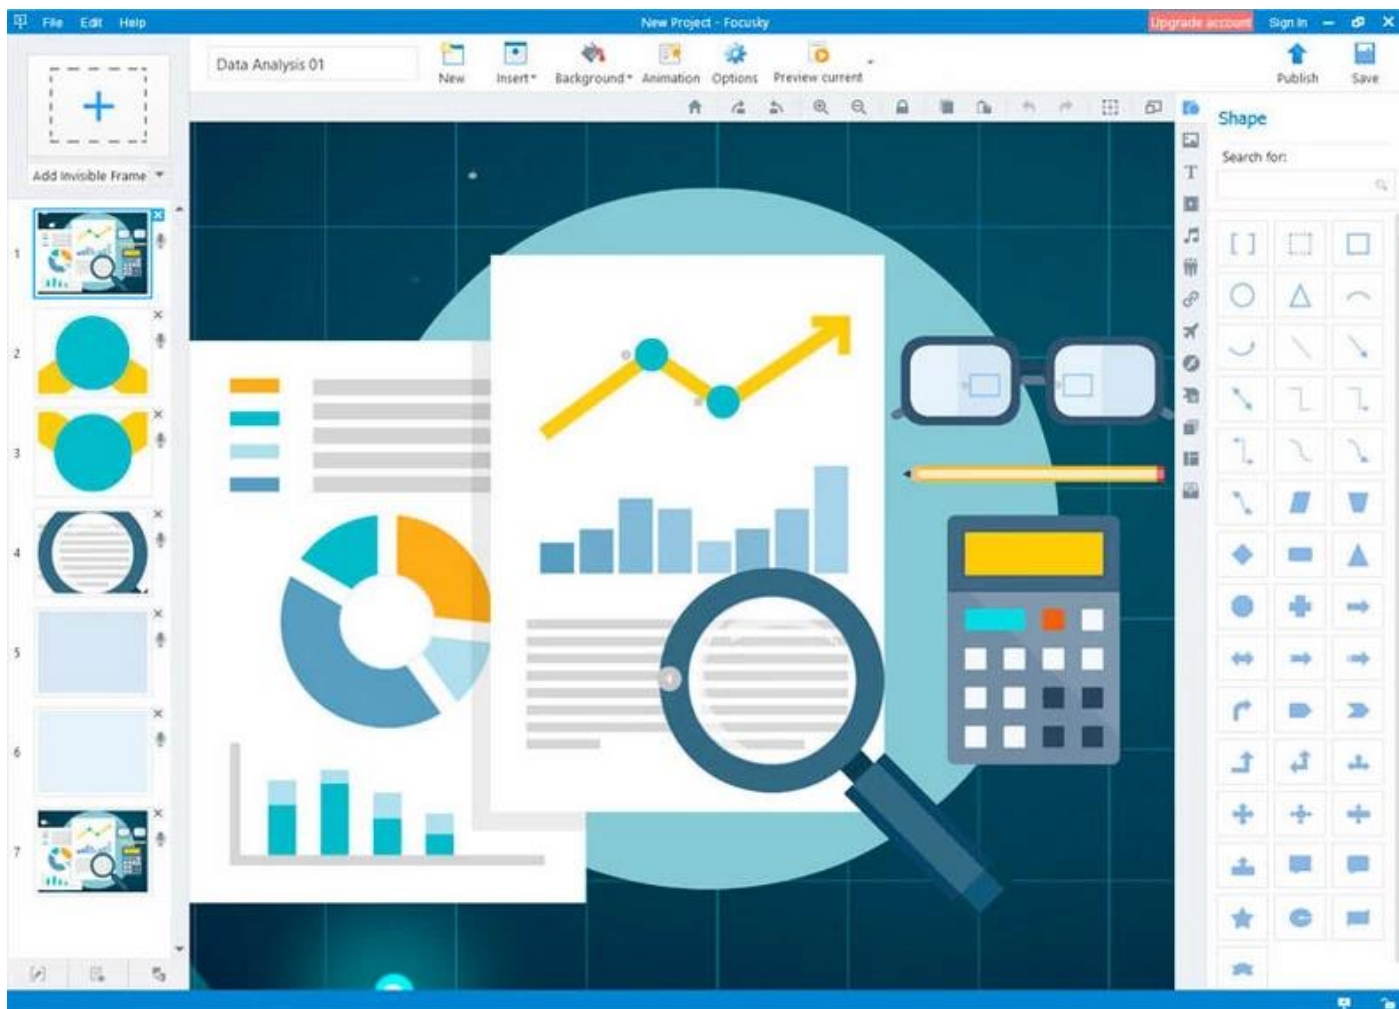 File Edit Help
New Project - Focusky
Upgrade account Sign In
Data Analysis 01
New Insert Background Animation Options Preview current
Publish Save
Add Invisible Frame
Shape
Search for:
1
2
3
4
5
6
7